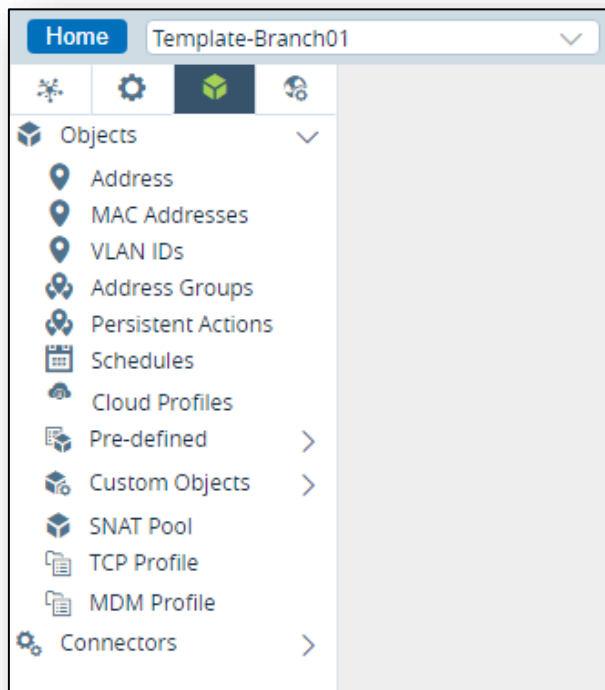 Home Template-Branch01
Objects
Address
MAC Addresses
VLAN IDs
Address Groups
Persistent Actions
Schedules
Cloud Profiles
Pre-defined
Custom Objects
SNAT Pool
TCP Profile
MDM Profile
Connectors